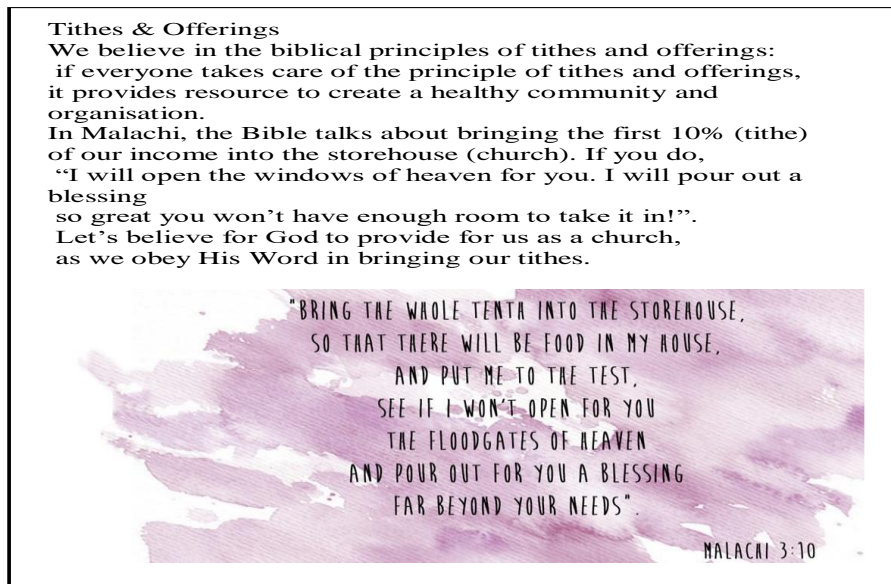 Tithes & Offerings
We believe in the biblical principles of tithes and offerings:
if everyone takes care of the principle of tithes and offerings,
it provides resource to create a healthy community and
organisation.
In Malachi, the Bible talks about bringing the first 10% (tithe)
of our income into the storehouse (church). If you do,
“I will open the windows of heaven for you. I will pour out a
blessing
so great you won’t have enough room to take it in!”.
Let’s believe for God to provide for us as a church,
as we obey His Word in bringing our tithes.
"BRING THE WHOLE TENTH INTO THE STOREHOUSE,
SO THAT THERE WILL BE FOOD IN MY HOUSE,
AND PUT ME TO THE TEST,
SEE IF I WON'T OPEN FOR YOU
THE FLOODGATES OF HEAVEN
AND POUR OUT FOR YOU A BLESSING
FAR BEYOND YOUR NEEDS".
MALACHI 3:10